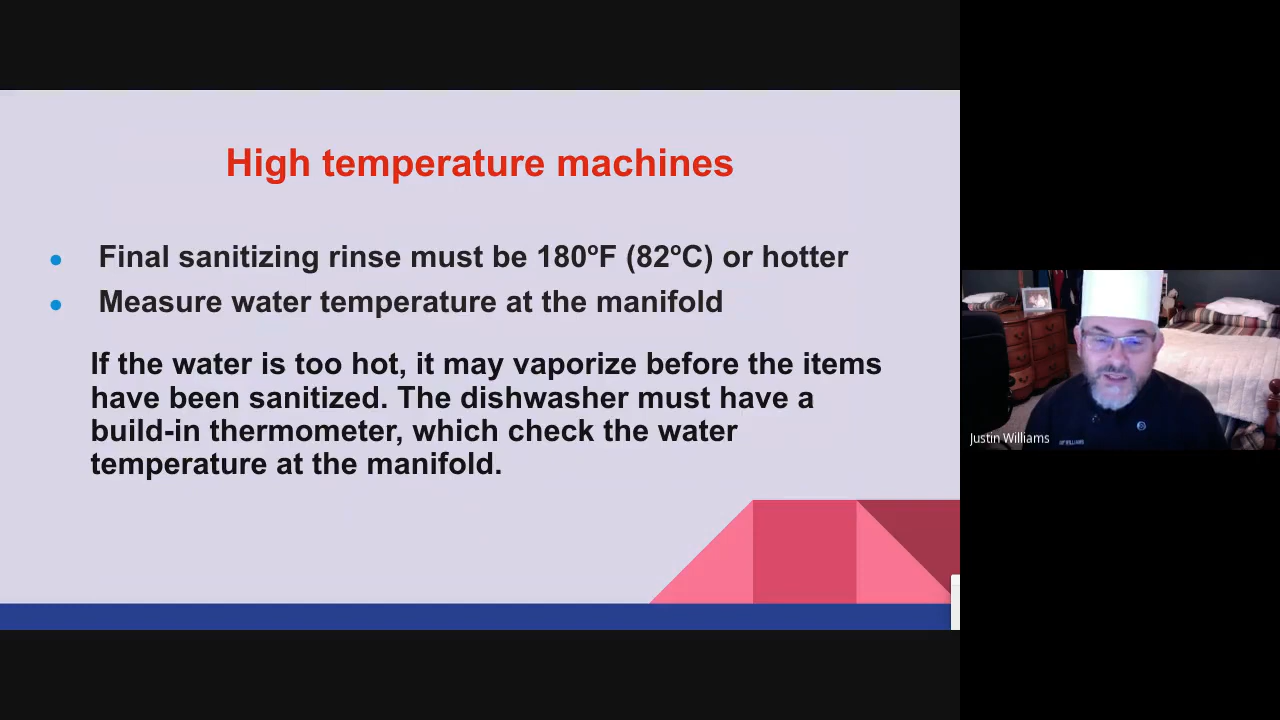 High temperature machines
Final sanitizing rinse must be 180ºF (82ºC) or hotter
Measure water temperature at the manifold
If the water is too hot, it may vaporize before the items
have been sanitized. The dishwasher must have a
build-in thermometer, which check the water
temperature at the manifold.
Justin Williams